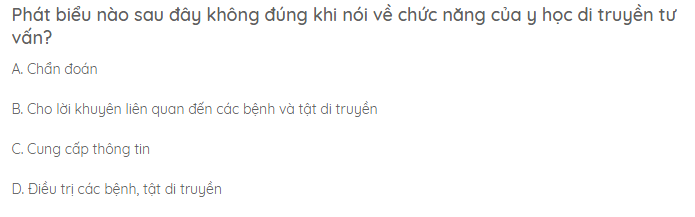 Phát biểu nào sau đây không đúng khi nói về chức năng của y học di truyền tư
vấn?
A. Chẩn đoán
B. Cho lời khuyên liên quan đến các bệnh và tật di truyền
C. Cung cấp thông tin
D. Điều trị các bệnh, tật di truyền